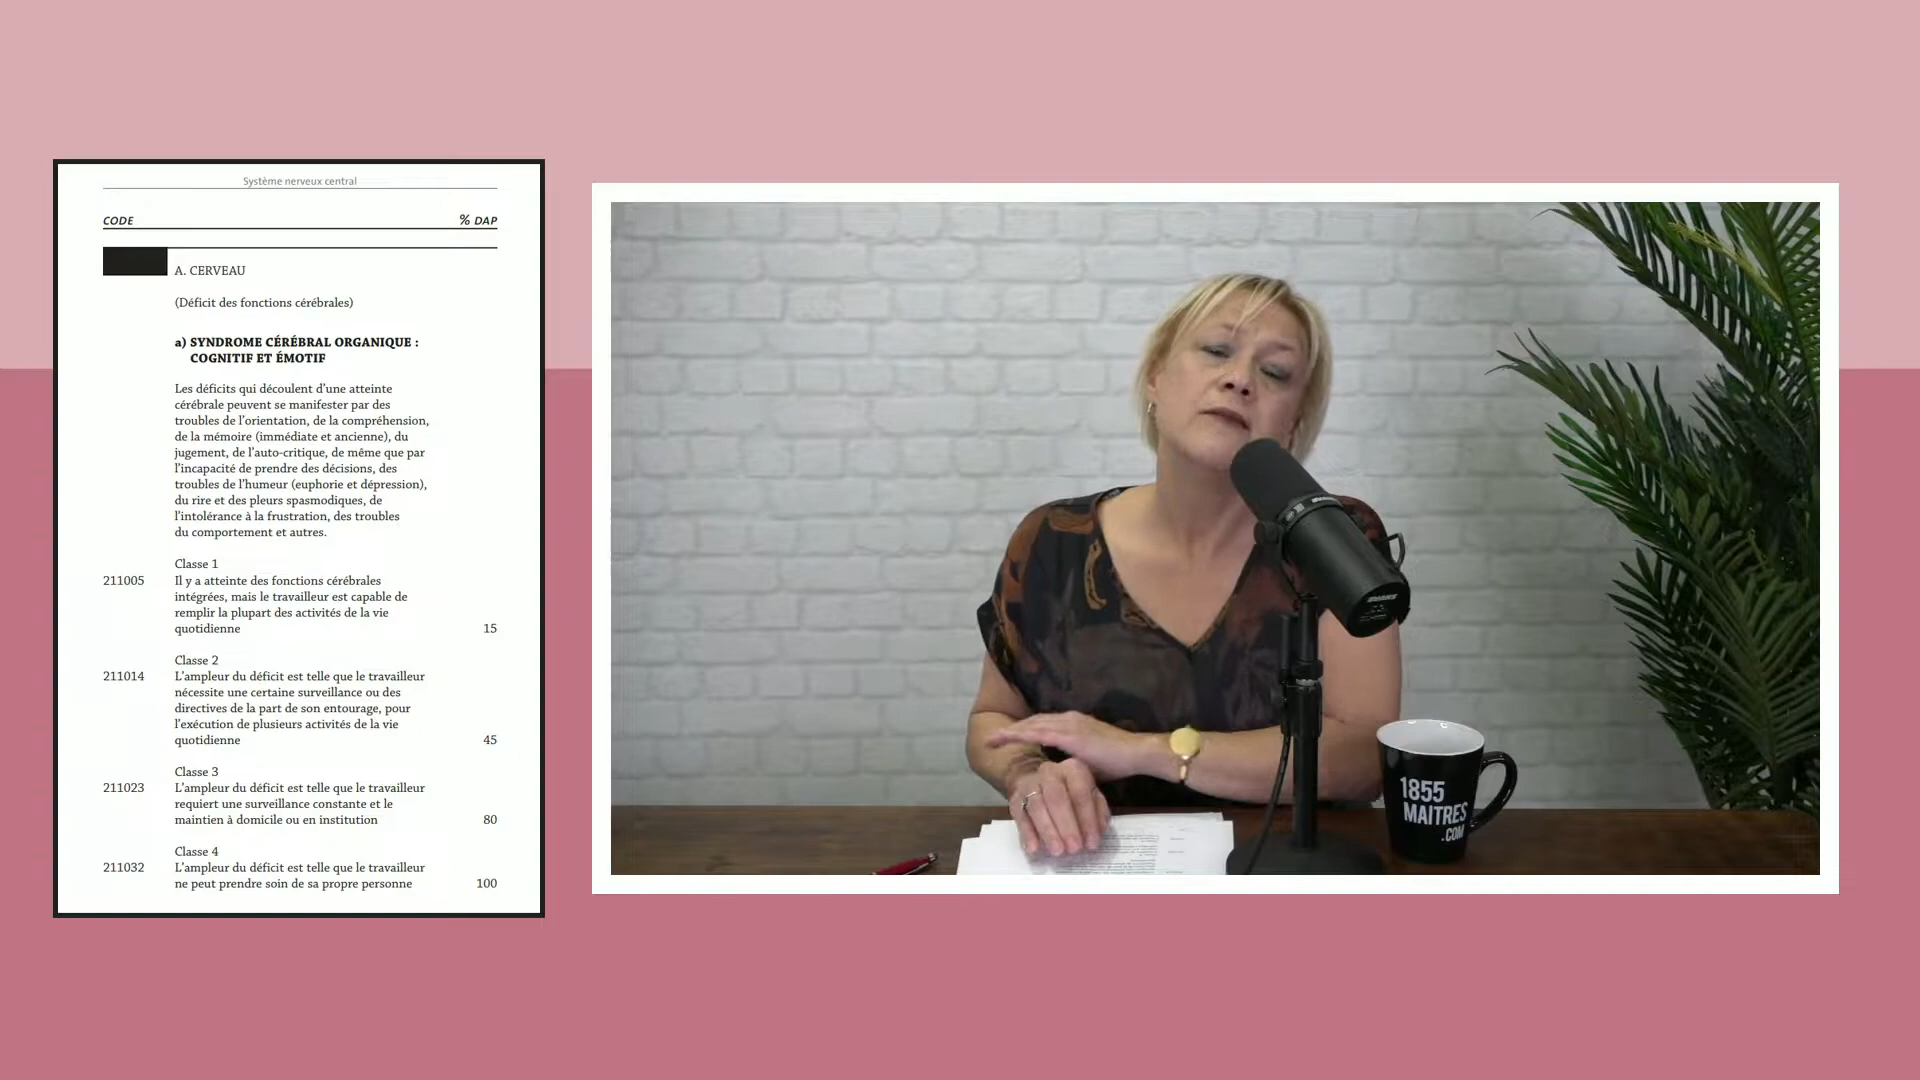 Système nerveux central
CODE % DAP
A. CERVEAU
(Déficit des fonctions cérébrales)
a) SYNDROME CÉRÉBRAL ORGANIQUE :
COGNITIF ET ÉMOTIF
Les déficits qui découlent d’une atteinte
cérébrale peuvent se manifester par des
troubles de l’orientation, de la compréhension,
de la mémoire (immédiate et ancienne), du
jugement, de l’auto-critique, de même que par
l’incapacité de prendre des décisions, des
troubles de l’humeur (euphorie et dépression),
du rire et des pleurs spasmodiques, de
l’intolérance à la frustration, des troubles
du comportement et autres.
Classe 1
211005 Il y a atteinte des fonctions cérébrales
intégrées, mais le travailleur est capable de
remplir la plupart des activités de la vie
quotidienne 15
Classe 2
211014 L’ampleur du déficit est telle que le travailleur
nécessite une certaine surveillance ou des
directives de la part de son entourage, pour
l’exécution de plusieurs activités de la vie
quotidienne 45
Classe 3
211023 L’ampleur du déficit est telle que le travailleur
requiert une surveillance constante et le
maintien à domicile ou en institution 80
Classe 4
211032 L’ampleur du déficit est telle que le travailleur
ne peut prendre soin de sa propre personne 100
1855
MAITRES
.COM